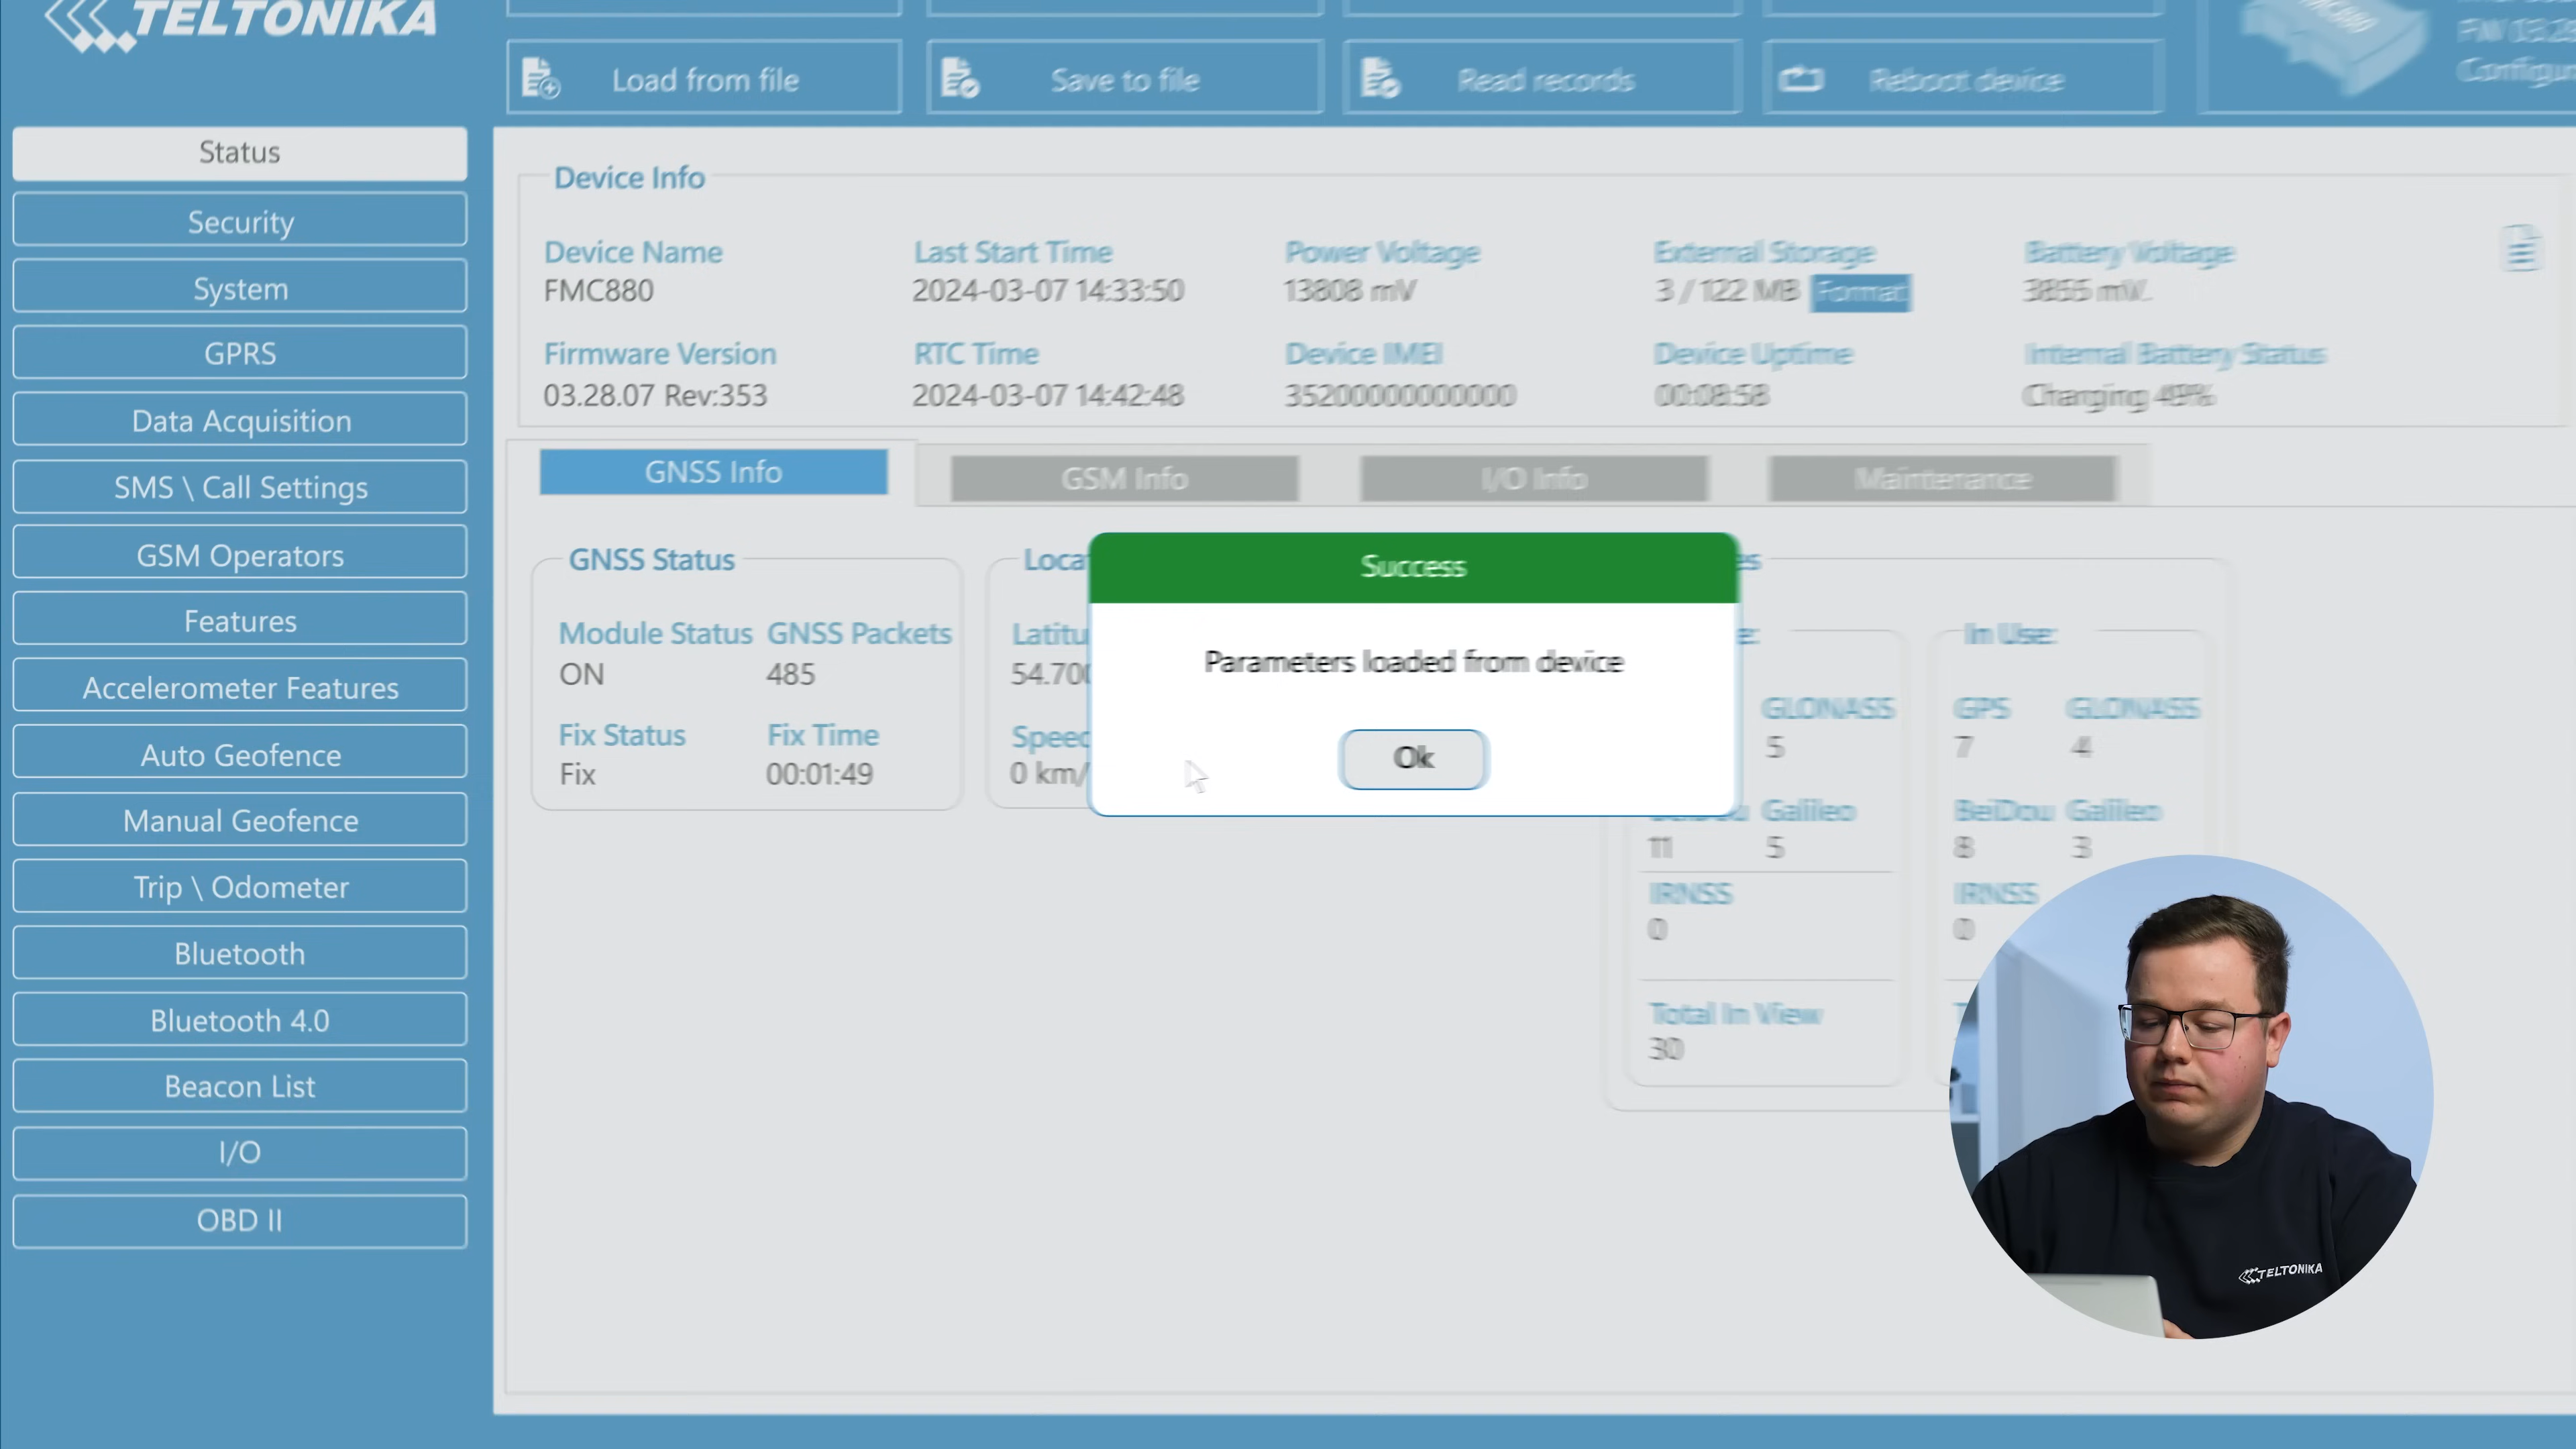 TELTONIKA
Load from file
Save to file
Read records
Reboot device
Status
Security
System
GPRS
Data Acquisition
SMS \ Call Settings
GSM Operators
Features
Accelerometer Features
Auto Geofence
Manual Geofence
Trip \ Odometer
Bluetooth
Bluetooth 4.0
Beacon List
I/O
OBD II
Device Info
Device Name
FMC880
Last Start Time
2024-03-07 14:33:50
Power Voltage
13808 mV
External Storage
3 / 122 MB Format
Battery Voltage
3855 mV.
Firmware Version
03.28.07 Rev:353
RTC Time
2024-03-07 14:42:48
Device IMEI
35200000000000
Device Uptime
00:08:58
Internal Battery Status
Charging 49%
GNSS Info
GSM Info
I/O Info
Maintenance
GNSS Status
Module Status
ON
GNSS Packets
485
Fix Status
Fix
Fix Time
00:01:49
54.700
0 km/
Success
Parameters loaded from device
Ok
GLONASS
5
Galileo
11
5
IRNSS
0
Total In View
30
In Use:
GPS
7
GLONASS
4
BeiDou
8
Galileo
3
IRNSS
0
TELTONIKA